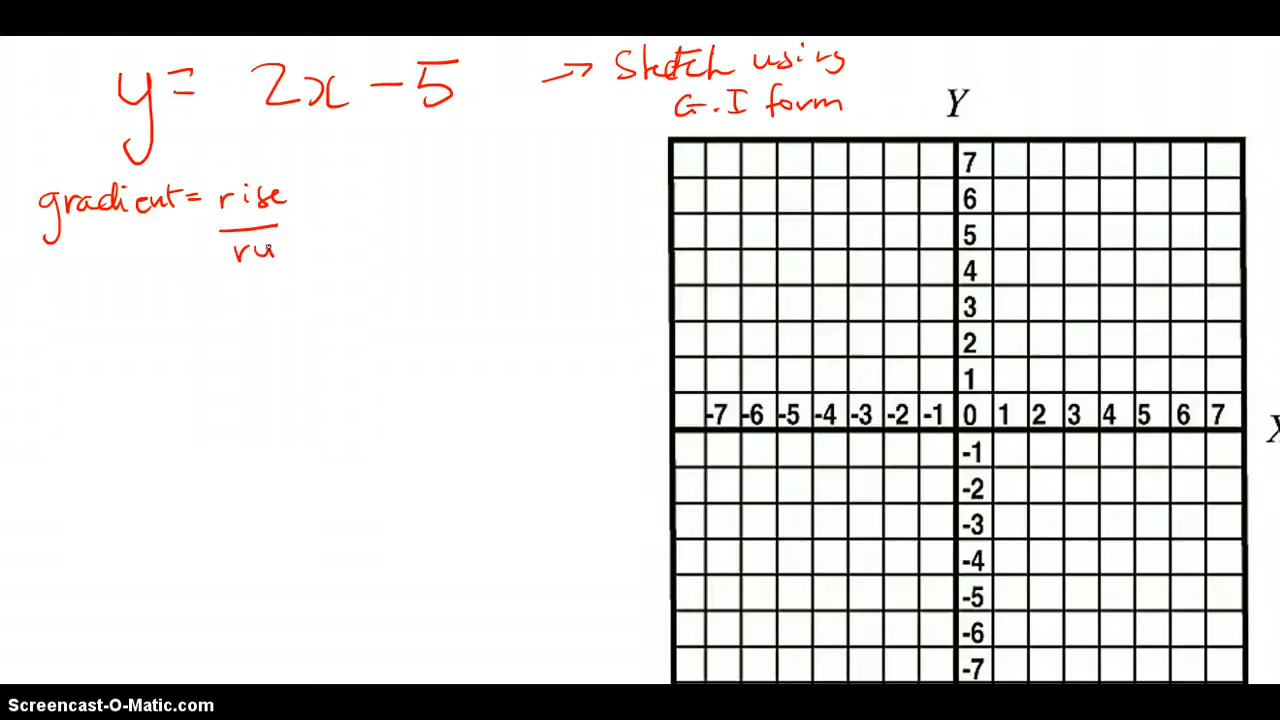 y = 2x - 5
→ Sketch using
G.I form
gradient = rise
ru
Y
7
6
5
4
3
2
1
-7 -6 -5 -4 -3 -2 -1 0 1 2 3 4 5 6 7
X
-1
-2
-3
-4
-5
-6
-7
Screencast-O-Matic.com